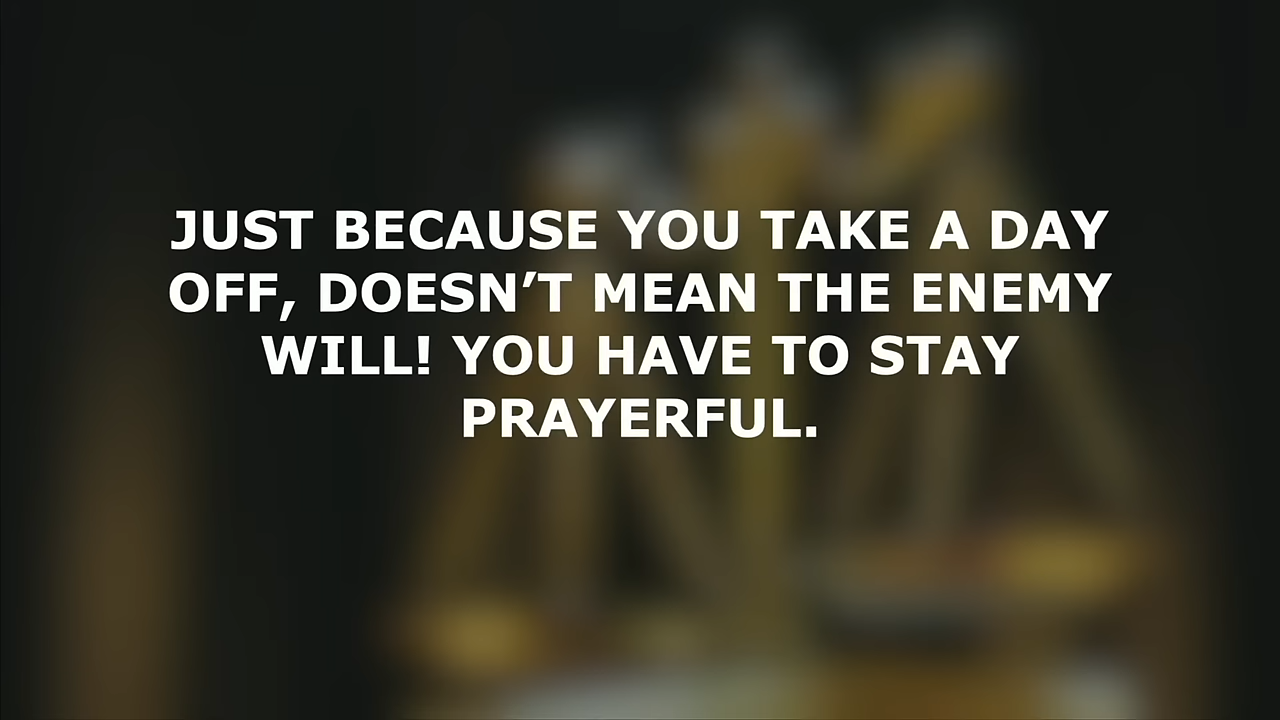 JUST BECAUSE YOU TAKE A DAY
OFF, DOESN’T MEAN THE ENEMY
WILL! YOU HAVE TO STAY
PRAYERFUL.